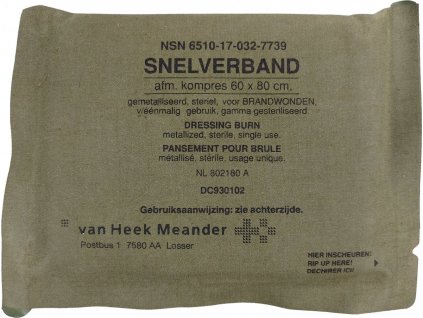 NSN 6510-17-032-7739
SNELVERBAND
afm. kompres 60 x 80 cm.
gemetalliseerd, steriel, voor BRANDWONDEN,
v/éénmalig gebruik, gamma gesteriliseerd.
DRESSING BURN
metallized, sterile, single use.
PANSEMENT POUR BRULE
métallisé, stérile, usage unique.
NL 802180 A
DC930102
Gebruiksaanwijzing: zie achterzijde.
van Heek Meander
Postbus 1 7580 AA Losser
HIER INSCHEUREN!
RIP UP HERE!
DECHIRER ICI!